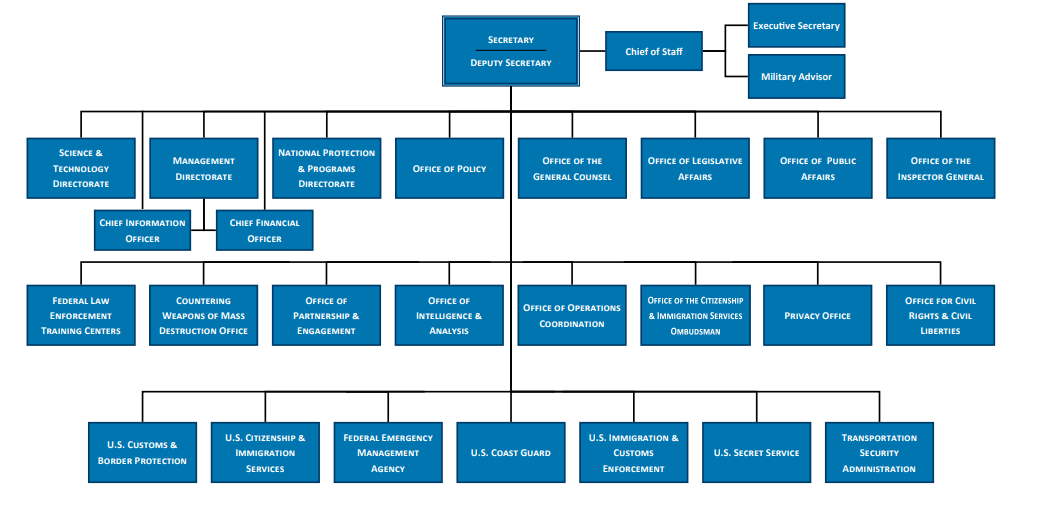 SECRETARY
DEPUTY SECRETARY
Chief of Staff
Executive Secretary
Military Advisor
SCIENCE &
TECHNOLOGY
DIRECTORATE
MANAGEMENT
DIRECTORATE
NATIONAL PROTECTION
& PROGRAMS
DIRECTORATE
OFFICE OF POLICY
OFFICE OF THE
GENERAL COUNSEL
OFFICE OF LEGISLATIVE
AFFAIRS
OFFICE OF PUBLIC
AFFAIRS
OFFICE OF THE
INSPECTOR GENERAL
CHIEF INFORMATION
OFFICER
CHIEF FINANCIAL
OFFICER
FEDERAL LAW
ENFORCEMENT
TRAINING CENTERS
COUNTERING
WEAPONS OF MASS
DESTRUCTION OFFICE
OFFICE OF
PARTNERSHIP &
ENGAGEMENT
OFFICE OF
INTELLIGENCE &
ANALYSIS
OFFICE OF OPERATIONS
COORDINATION
OFFICE OF THE CITIZENSHIP
& IMMIGRATION SERVICES
OMBUDSMAN
PRIVACY OFFICE
OFFICE FOR CIVIL
RIGHTS & CIVIL
LIBERTIES
U.S. CUSTOMS &
BORDER PROTECTION
U.S. CITIZENSHIP &
IMMIGRATION
SERVICES
FEDERAL EMERGENCY
MANAGEMENT
AGENCY
U.S. COAST GUARD
U.S. IMMIGRATION &
CUSTOMS
ENFORCEMENT
U.S. SECRET SERVICE
TRANSPORTATION
SECURITY
ADMINISTRATION